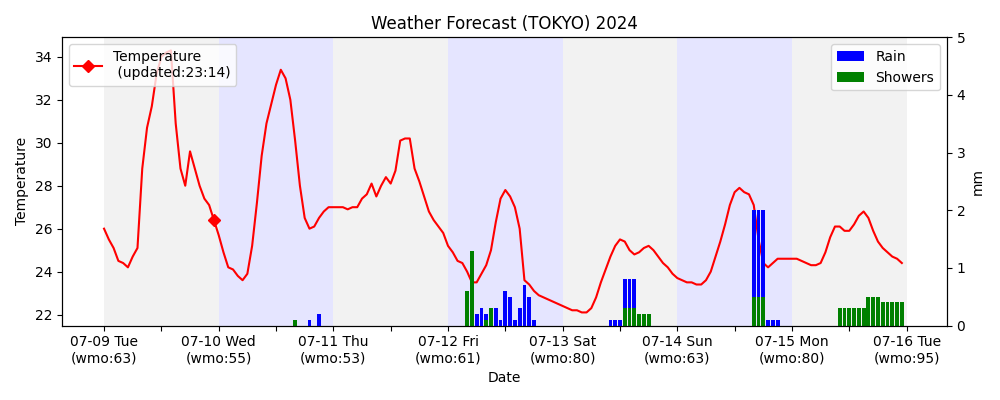 Weather Forecast (TOKYO) 2024
Temperature
(updated:23:14)
Rain
Showers
34
32
30
28
26
24
22
Temperature
5
4
3
2
1
0
mm
07-09 Tue
(wmo:63)
07-10 Wed
(wmo:55)
07-11 Thu
(wmo:53)
07-12 Fri
(wmo:61)
07-13 Sat
(wmo:80)
07-14 Sun
(wmo:63)
07-15 Mon
(wmo:80)
07-16 Tue
(wmo:95)
Date